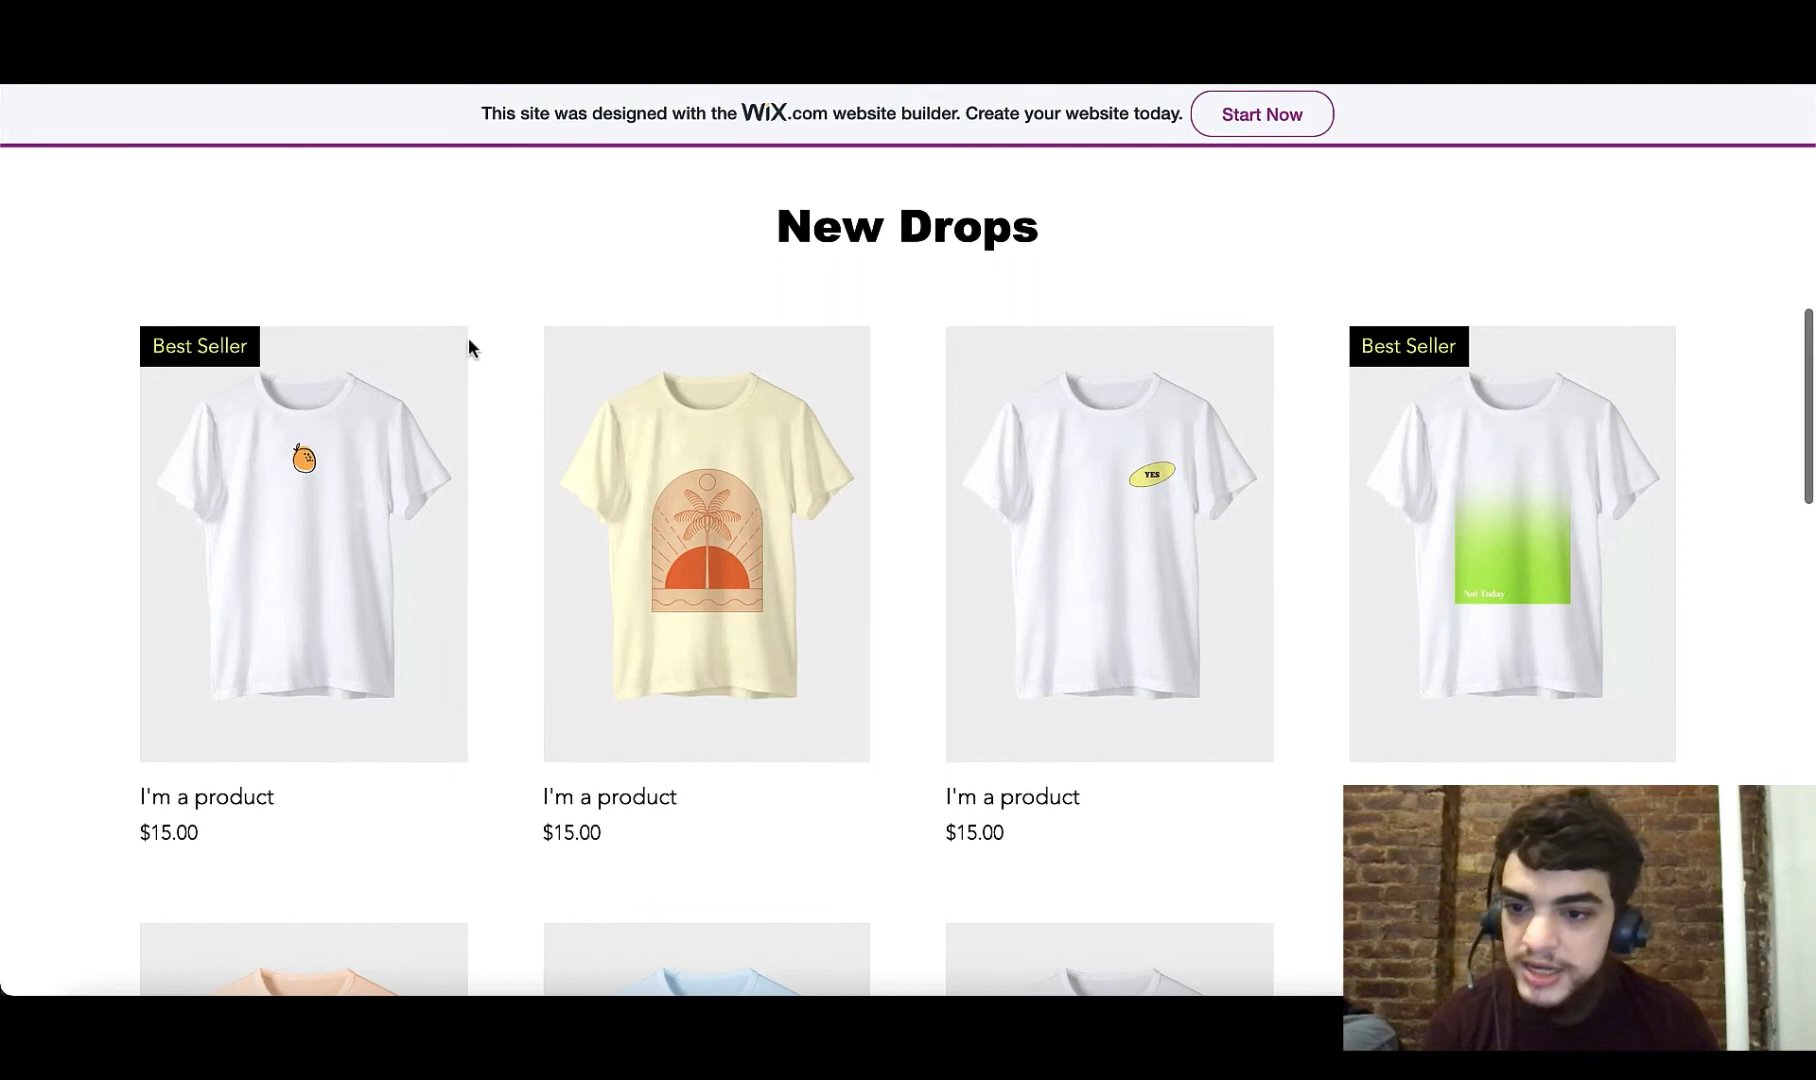 This site was designed with the WiX.com website builder. Create your website today. Start Now
New Drops
Best Seller
Best Seller
YES
Not Today
I'm a product
I'm a product
I'm a product
$15.00
$15.00
$15.00